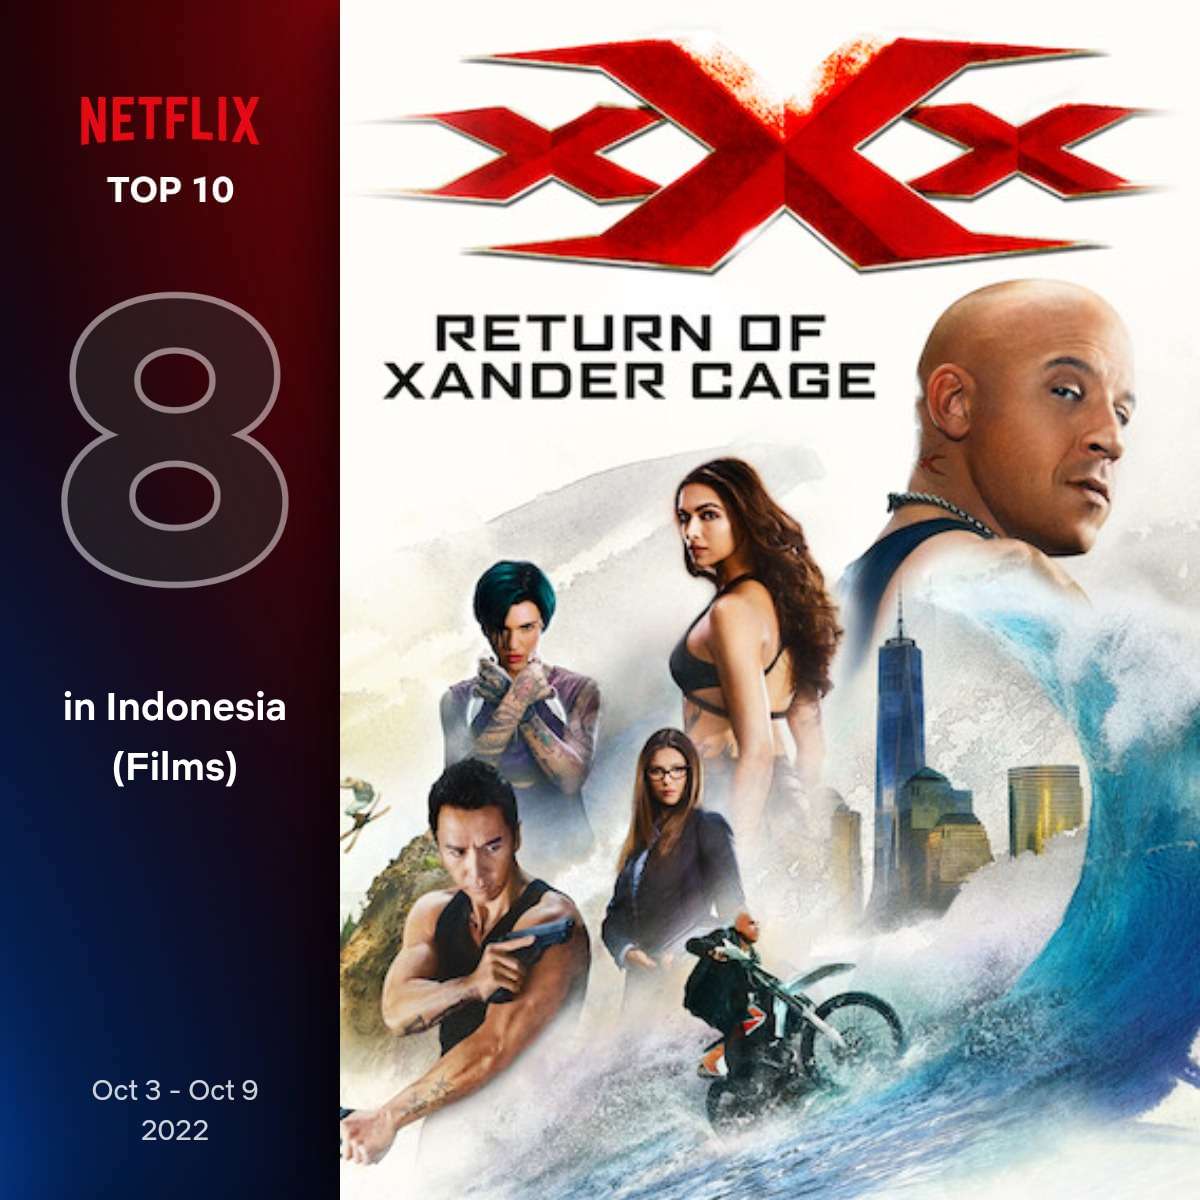 NETFLIX
TOP 10
8
in Indonesia
(Films)
Oct 3 - Oct 9
2022
xXx
RETURN OF
XANDER CAGE